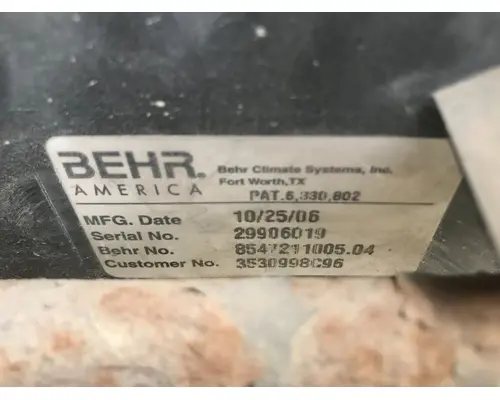 BEHR® Behr Climate Systems, Inc.
AMERICA Fort Worth,TX
PAT.6,330,802
MFG. Date 10/25/06
Serial No. 29906019
Behr No. 8547211005.04
Customer No. 3530998C96